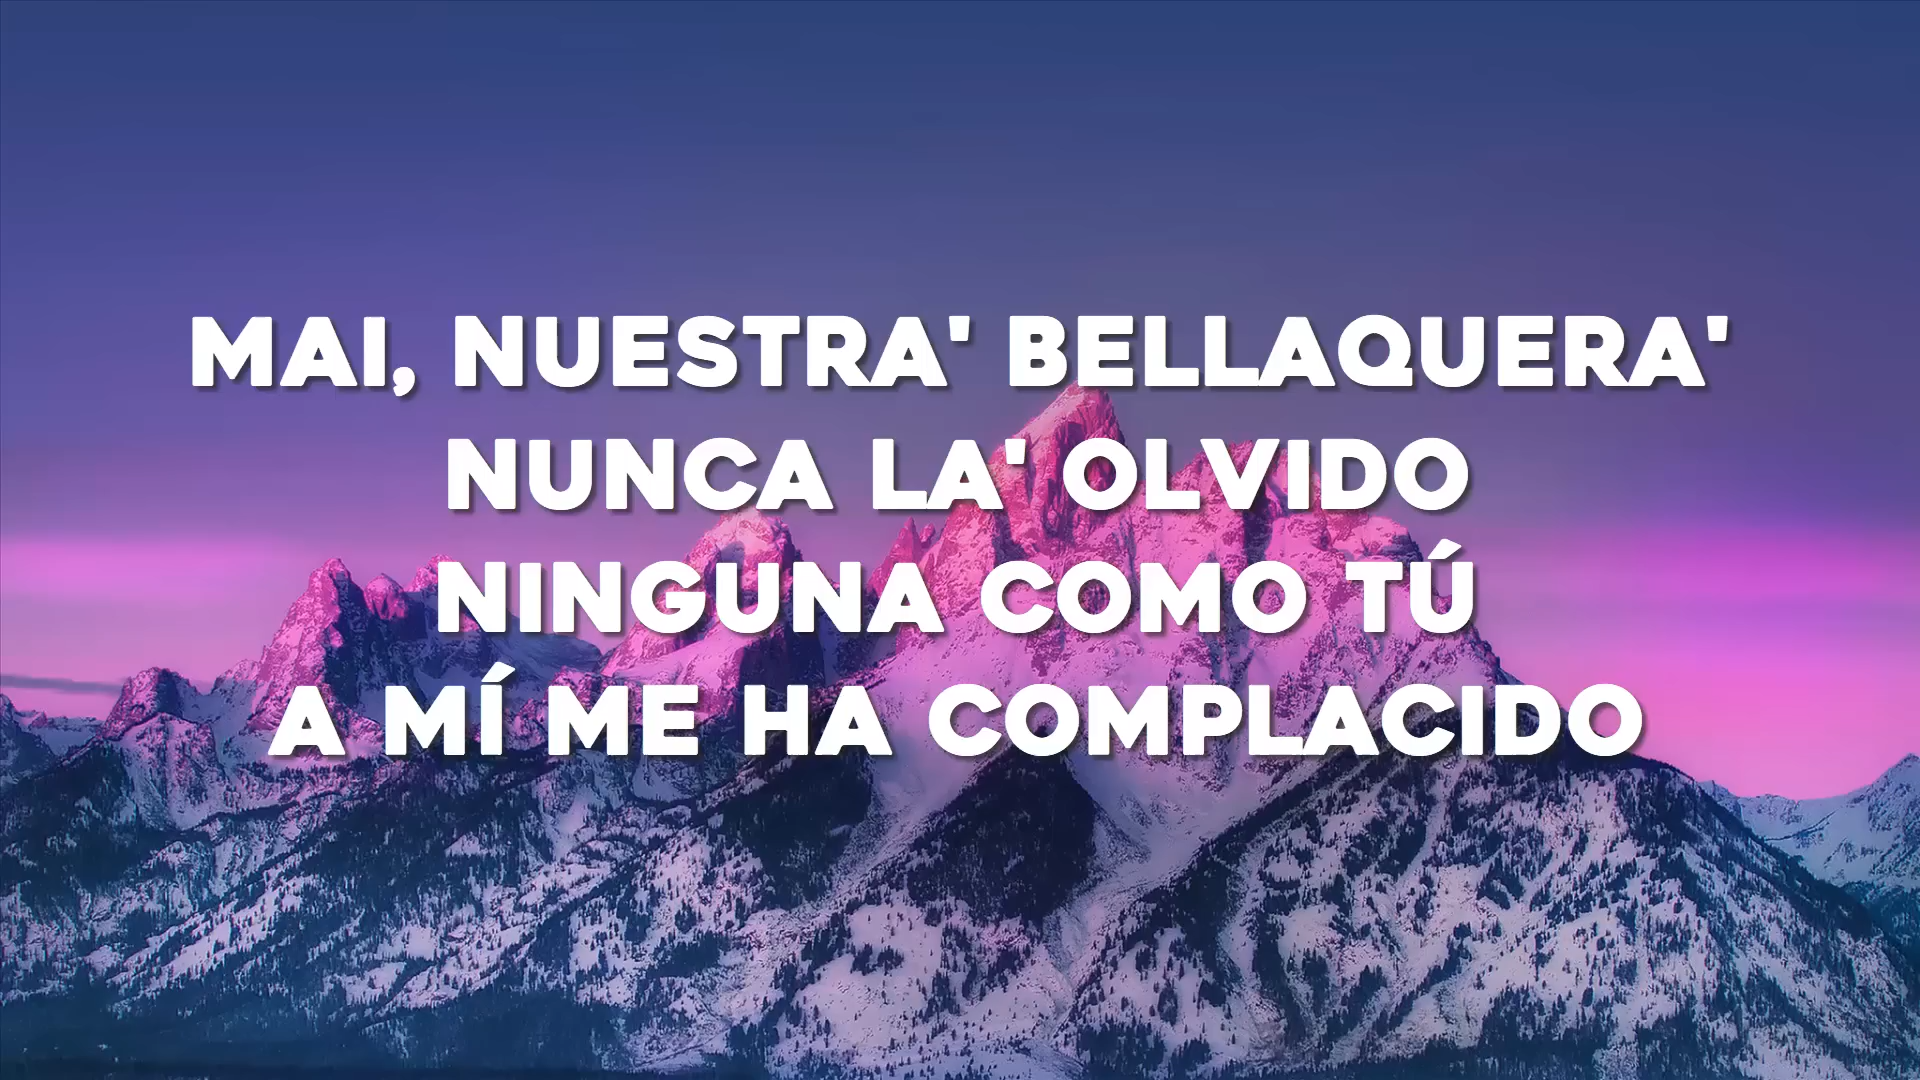 MAI, NUESTRA' BELLAQUERA'
NUNCA LA' OLVIDO
NINGUNA COMO TÚ
A MÍ ME HA COMPLACIDO